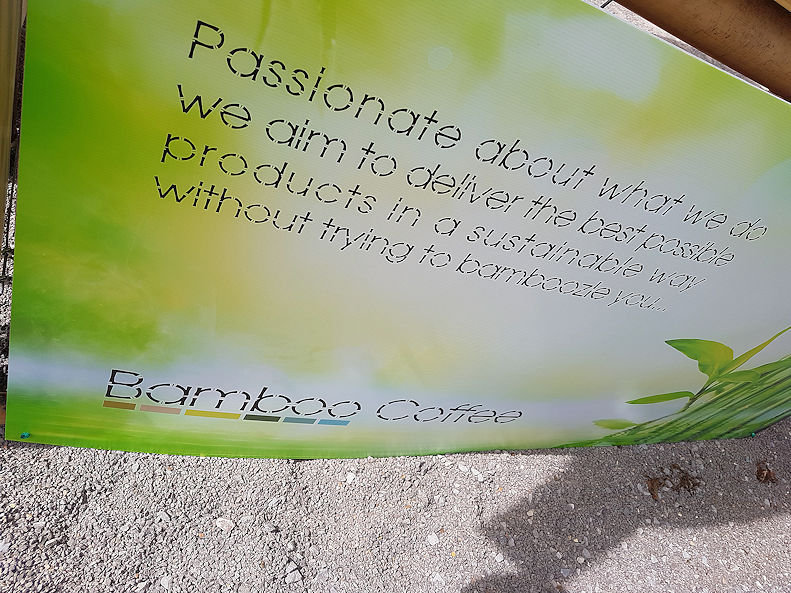 Passionate about what we do
we aim to deliver the best possible
products in a sustainable way
without trying to bamboozle you...
Bamboo Coffee